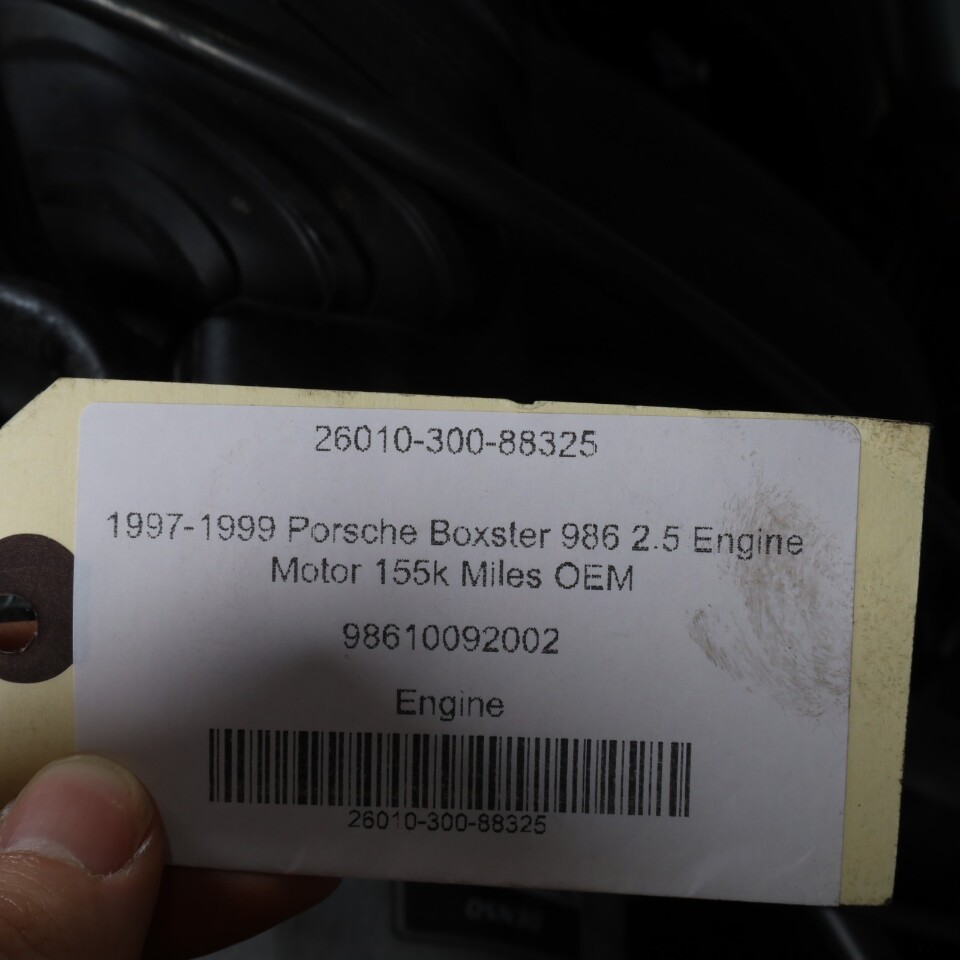 26010-300-88325
1997-1999 Porsche Boxster 986 2.5 Engine
Motor 155k Miles OEM
98610092002
Engine
26010-300-88325